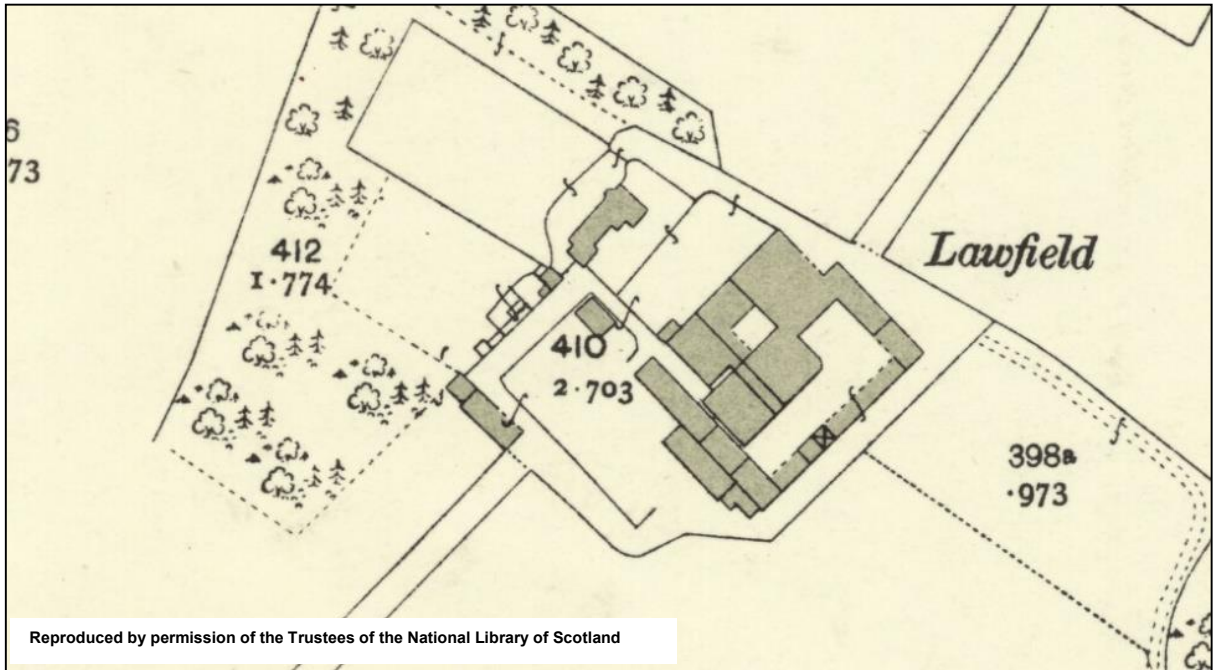 6
73
412
1·774
Lawfield
410
2·703
398a
·973
Reproduced by permission of the Trustees of the National Library of Scotland